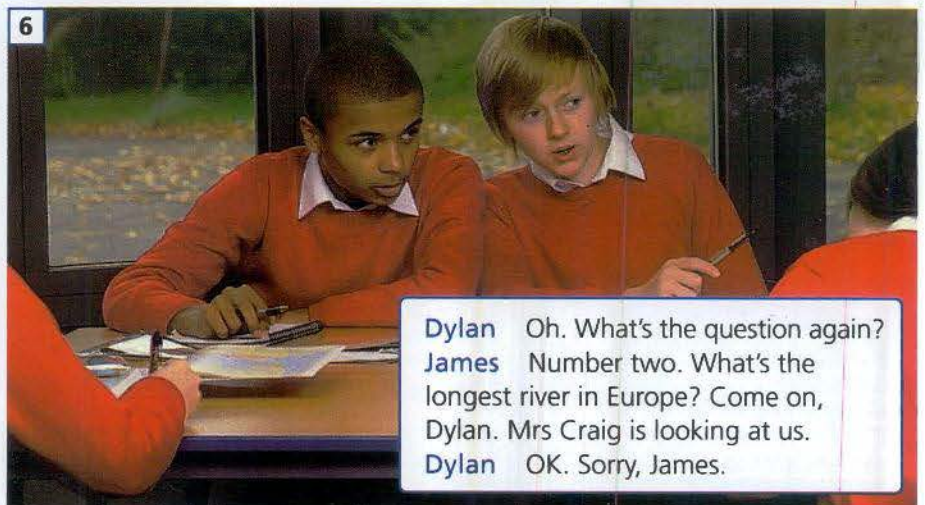 6
Dylan Oh. What's the question again?
James Number two. What's the
longest river in Europe? Come on,
Dylan. Mrs Craig is looking at us.
Dylan OK. Sorry, James.